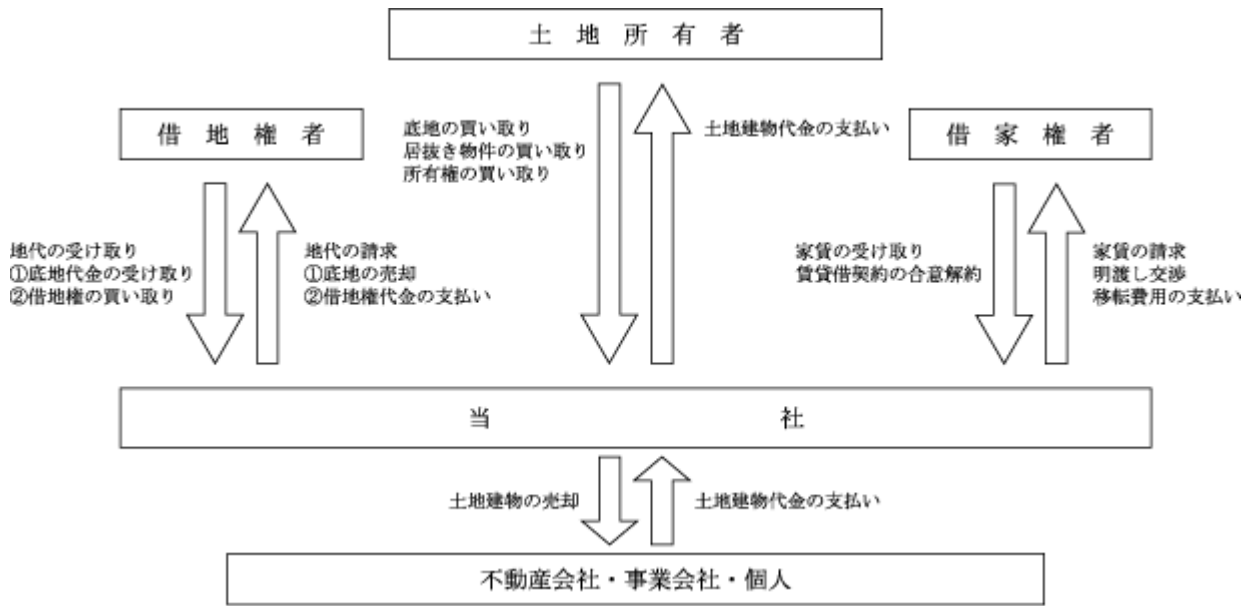 土地所有者
借地権者
底地の買い取り
居抜き物件の買い取り
所有権の買い取り
土地建物代金の支払い
借家権者
地代の受け取り
①底地代金の受け取り
②借地権の買い取り
地代の請求
①底地の売却
②借地権代金の支払い
家賃の受け取り
賃貸借契約の合意解約
家賃の請求
明渡し交渉
移転費用の支払い
当社
土地建物の売却
土地建物代金の支払い
不動産会社・事業会社・個人